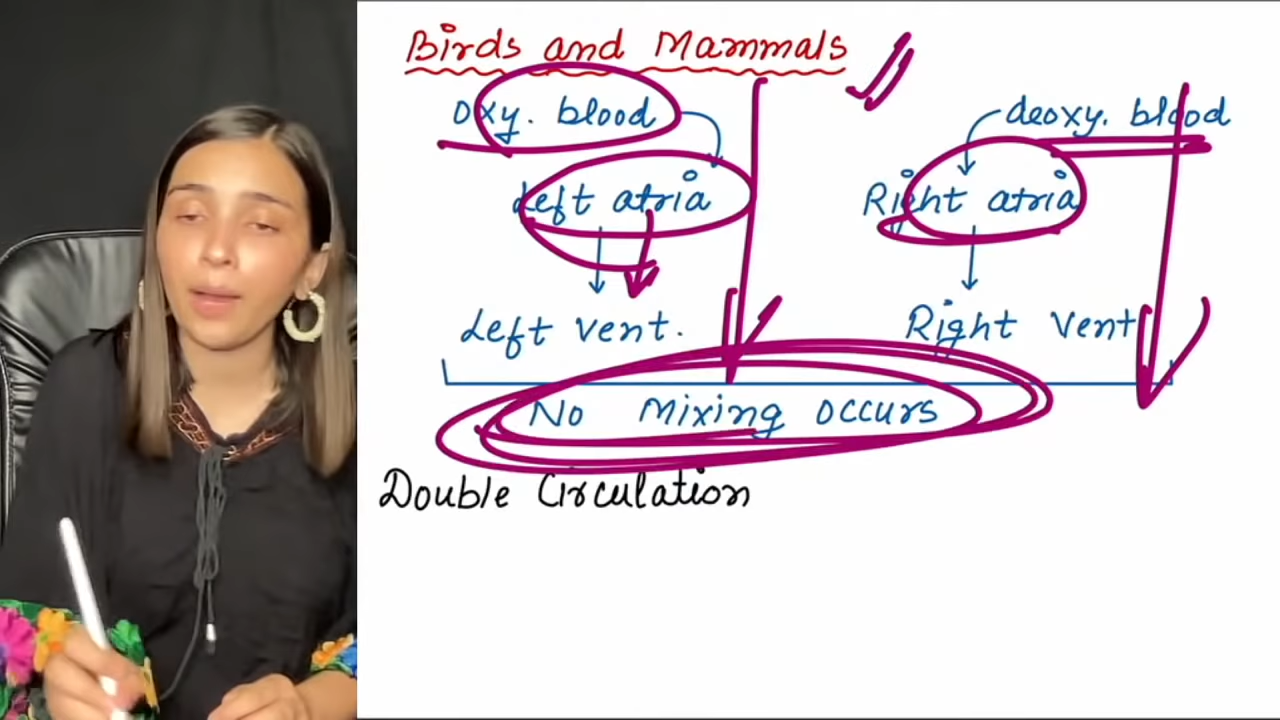 Birds and Mammals
oxy. blood deoxy. blood
Left atria Right atria
Left vent. Right vent
No Mixing occurs
Double Circulation